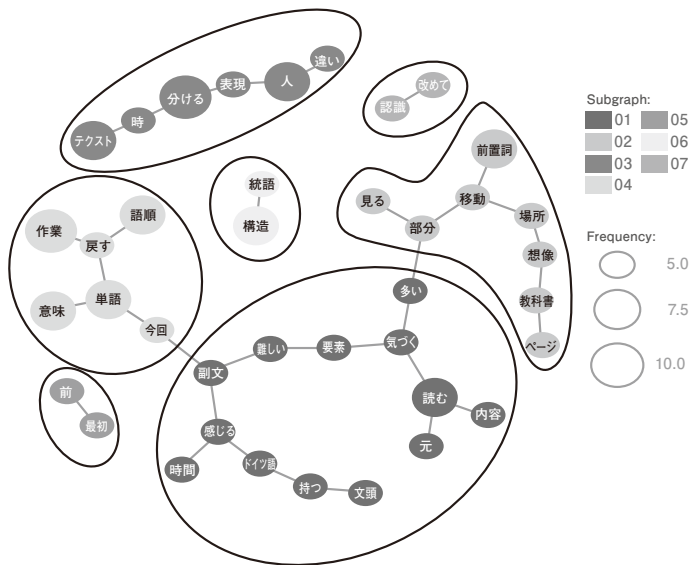 違い
人
表現
分ける
時
テクスト
改めて
認識
統語
構造
前置詞
見る
移動
部分
場所
想像
教科書
ページ
作業
語順
戻す
意味
単語
今回
多い
難しい
要素
気づく
副文
読む
内容
元
感じる
時間
ドイツ語
持つ
文頭
前
最初
Subgraph:
01 05
02 06
03 07
04
Frequency:
5.0
7.5
10.0